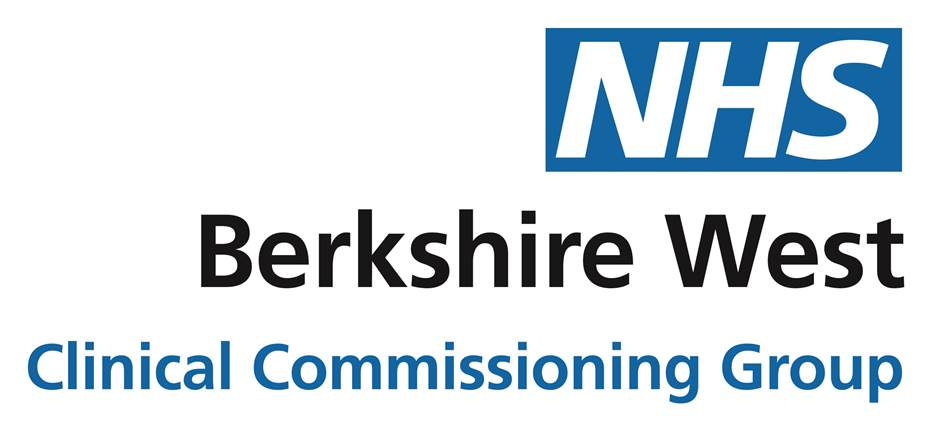 NHS
Berkshire West
Clinical Commissioning Group